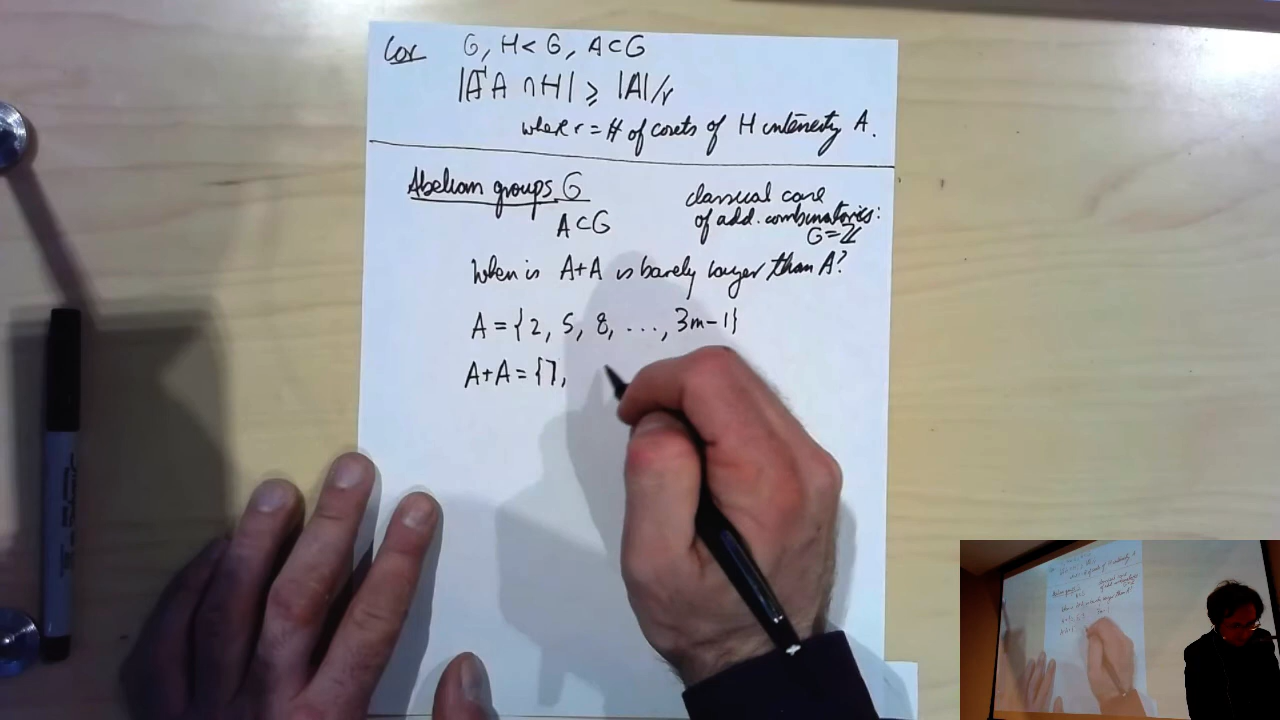 Cor G, H < G, A ⊂ G
|A⁻¹A ∩ H| ≥ |A|/r
where r = # of cosets of H intersecting A.
Abelian groups G
A ⊂ G
classical case
of add. combinatorics:
G = ℤ
When is A+A is barely larger than A?
A = {2, 5, 8, ..., 3m-1}
A+A = {7,